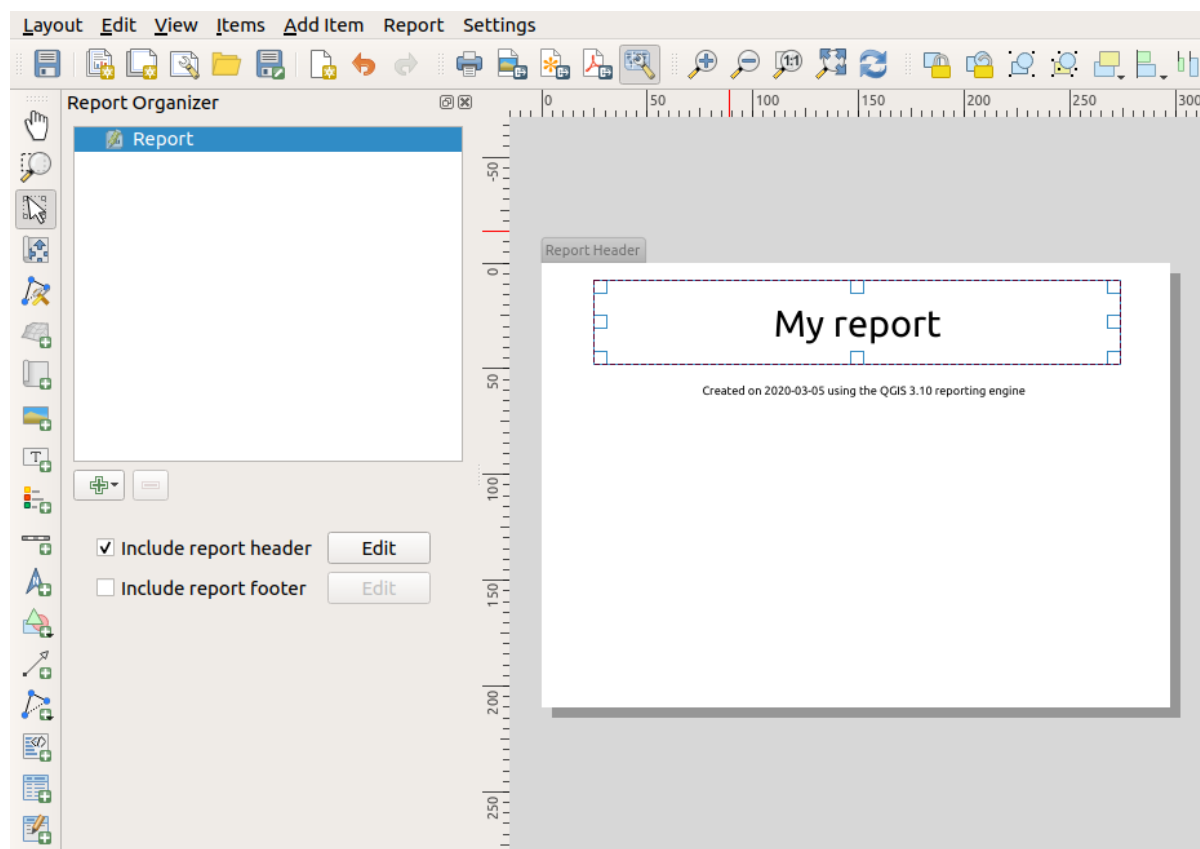 Layout Edit View Items Add Item Report Settings
1:1
Report Organizer
0 50 100 150 200 250 300
Report
-50
Report Header
0
My report
50
Created on 2020-03-05 using the QGIS 3.10 reporting engine
100
Include report header Edit
Include report footer Edit
150
200
250